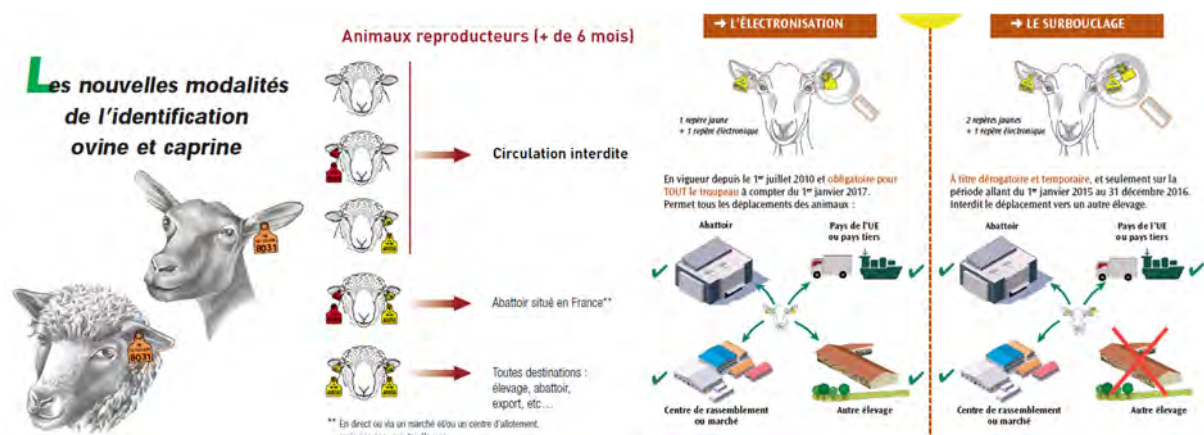 Les nouvelles modalités
de l'identification
ovine et caprine
8031
8031
Animaux reproducteurs (+ de 6 mois)
Circulation interdite
Abattoir situé en France**
Toutes destinations :
élevage, abattoir,
export, etc…
** En direct ou via un marché et/ou un centre d'allotement,
➔ L'ÉLECTRONISATION
1 repère jaune
+ 1 repère électronique
En vigueur depuis le 1er juillet 2010 et obligatoire pour
TOUT le troupeau à compter du 1er janvier 2017.
Permet tous les déplacements des animaux :
Abattoir
Pays de l'UE
ou pays tiers
Centre de rassemblement
ou marché
Autre élevage
➔ LE SURBOUCLAGE
2 repères jaunes
+ 1 repère électronique
À titre dérogatoire et temporaire, et seulement sur la
période allant du 1er janvier 2015 au 31 décembre 2016.
Interdit le déplacement vers un autre élevage.
Abattoir
Pays de l'UE
ou pays tiers
Centre de rassemblement
ou marché
Autre élevage